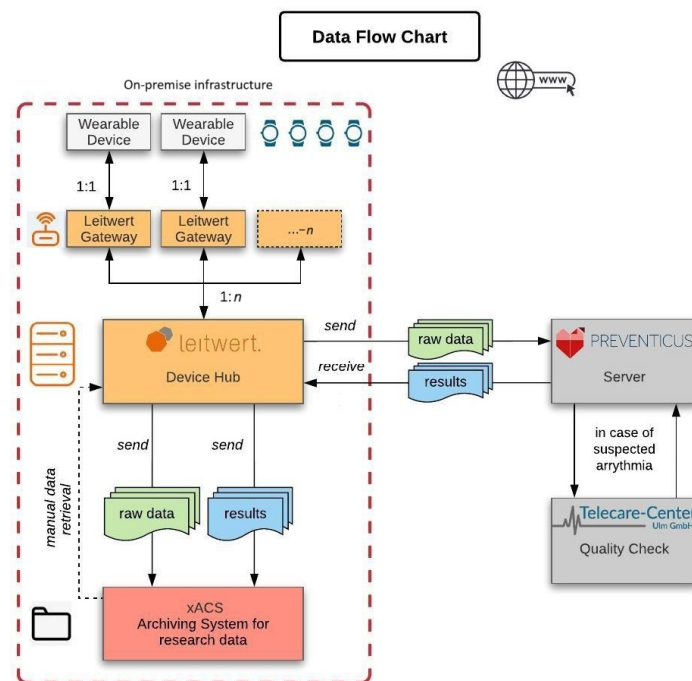 Data Flow Chart
www
On-premise infrastructure
Wearable
Device
Wearable
Device
1:1
1:1
Leitwert
Gateway
Leitwert
Gateway
...-n
1:n
leitwert.
Device Hub
send
raw data
receive
results
PREVENTICUS
Server
send
send
in case of
suspected
arrythmia
manual data
retrieval
raw data
results
Telecare-Center
Ulm GmbH
Quality Check
xACS
Archiving System for
research data